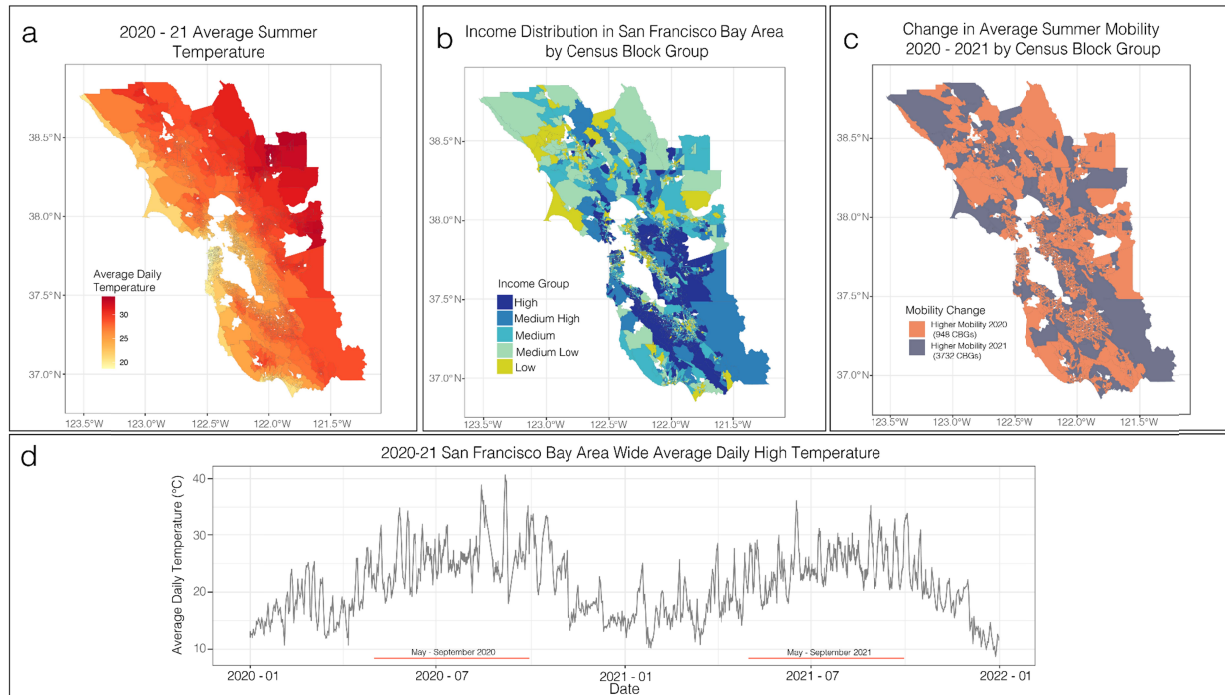 a
2020 - 21 Average Summer
Temperature
38.5°N
38.0°N
37.5°N
37.0°N
Average Daily
Temperature
30
25
20
123.5°W
123.0°W
122.5°W
122.0°W
121.5°W
b
Income Distribution in San Francisco Bay Area
by Census Block Group
38.5°N
38.0°N
37.5°N
37.0°N
Income Group
High
Medium High
Medium
Medium Low
Low
123.5°W
123.0°W
122.5°W
122.0°W
121.5°W
c
Change in Average Summer Mobility
2020 - 2021 by Census Block Group
38.5°N
38.0°N
37.5°N
37.0°N
Mobility Change
Higher Mobility 2020
(948 CBGs)
Higher Mobility 2021
(3732 CBGs)
123.5°W
123.0°W
122.5°W
122.0°W
121.5°W
d
2020-21 San Francisco Bay Area Wide Average Daily High Temperature
Average Daily Temperature (°C)
40
30
20
10
May - September 2020
May - September 2021
2020 - 01
2020 - 07
2021 - 01
2021 - 07
2022 - 01
Date